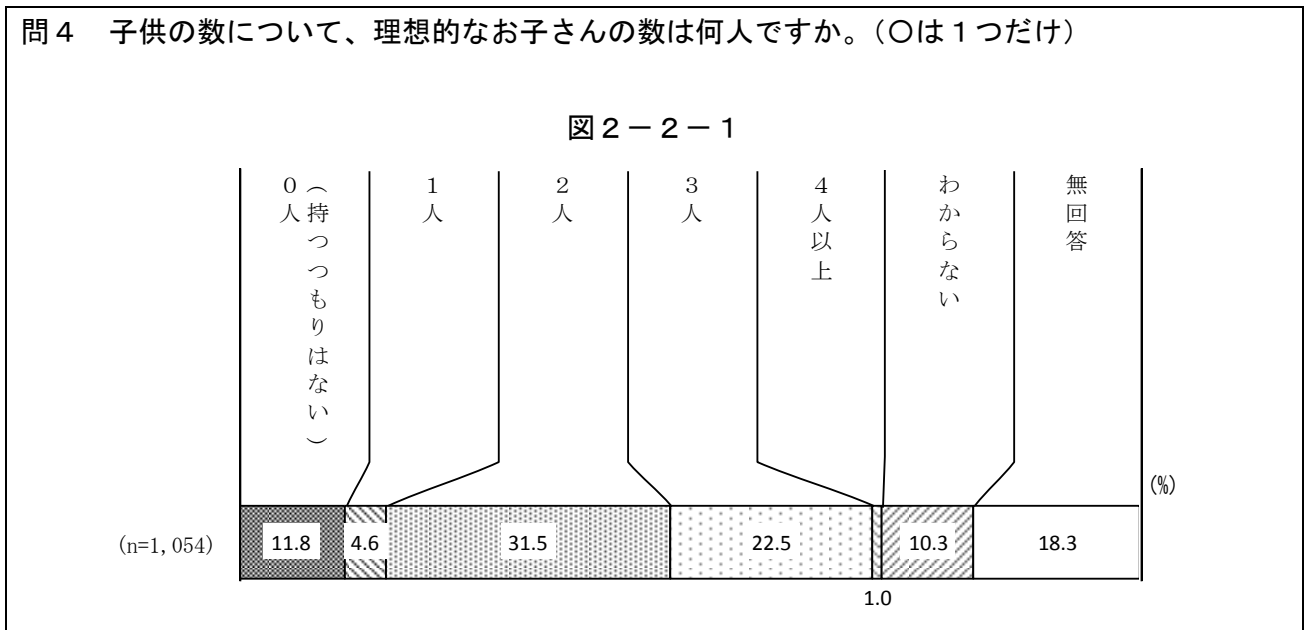 問４　子供の数について、理想的なお子さんの数は何人ですか。（〇は１つだけ）
図２－２－１
０人
（持つつもりはない）
１人
２人
３人
４人以上
わからない
無回答
(%)
(n=1,054)
11.8
4.6
31.5
22.5
1.0
10.3
18.3